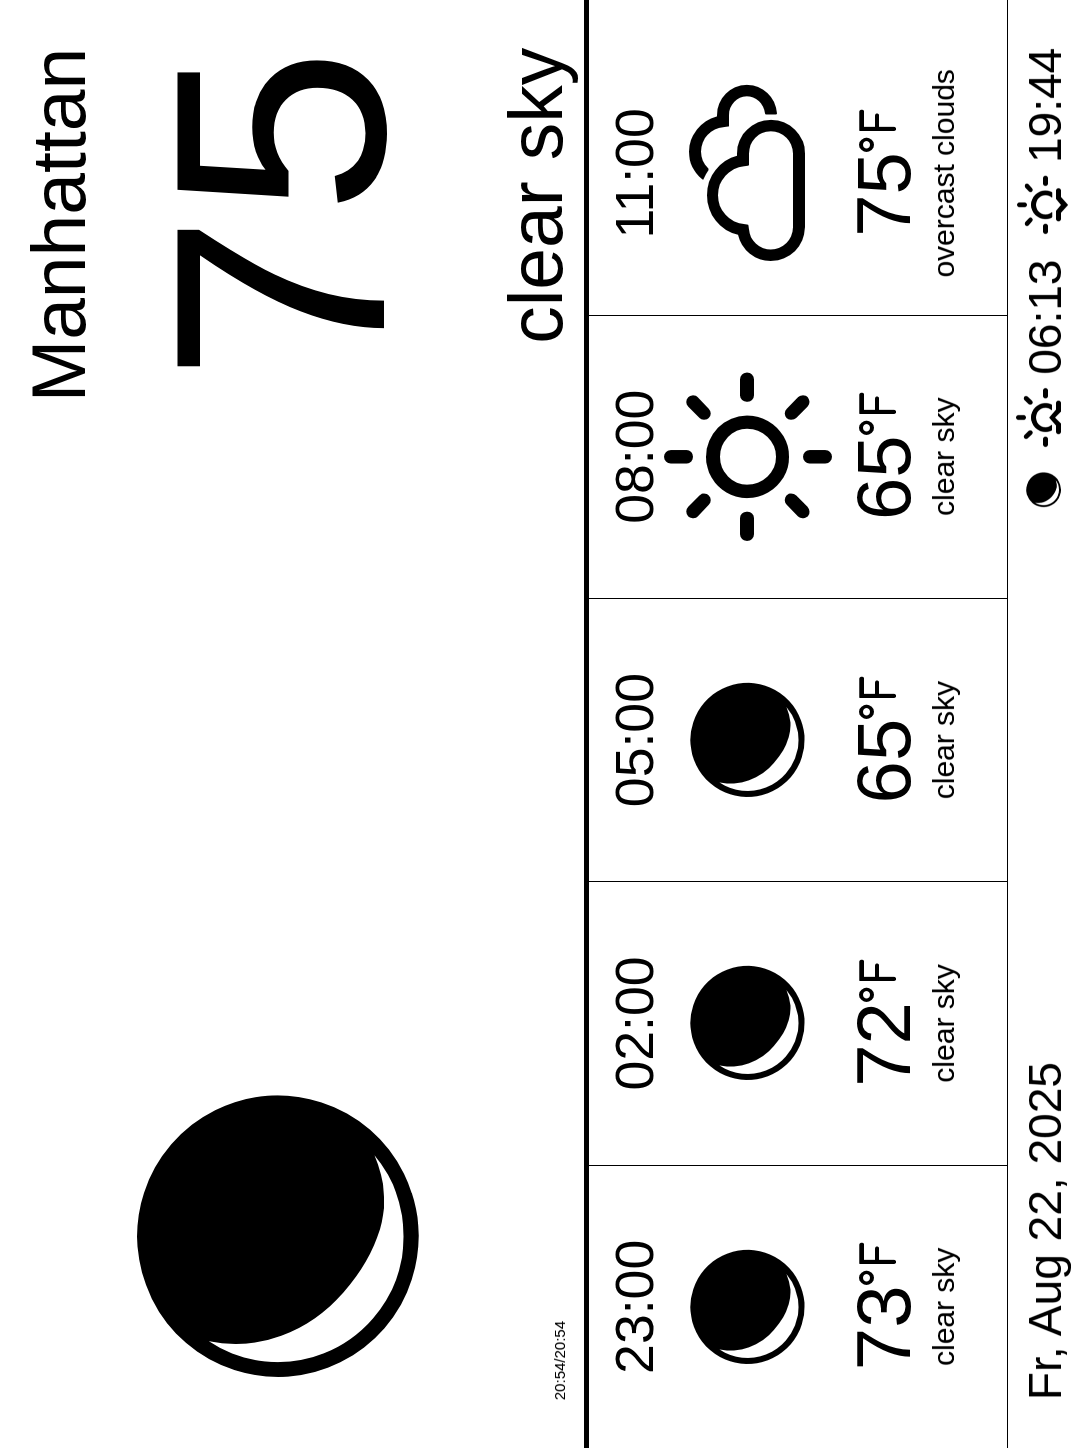 Manhattan
75
clear sky
20:54/20:54
23:00
73°F
clear sky
02:00
72°F
clear sky
05:00
65°F
clear sky
08:00
65°F
clear sky
11:00
75°F
overcast clouds
Fr, Aug 22, 2025
06:13
19:44